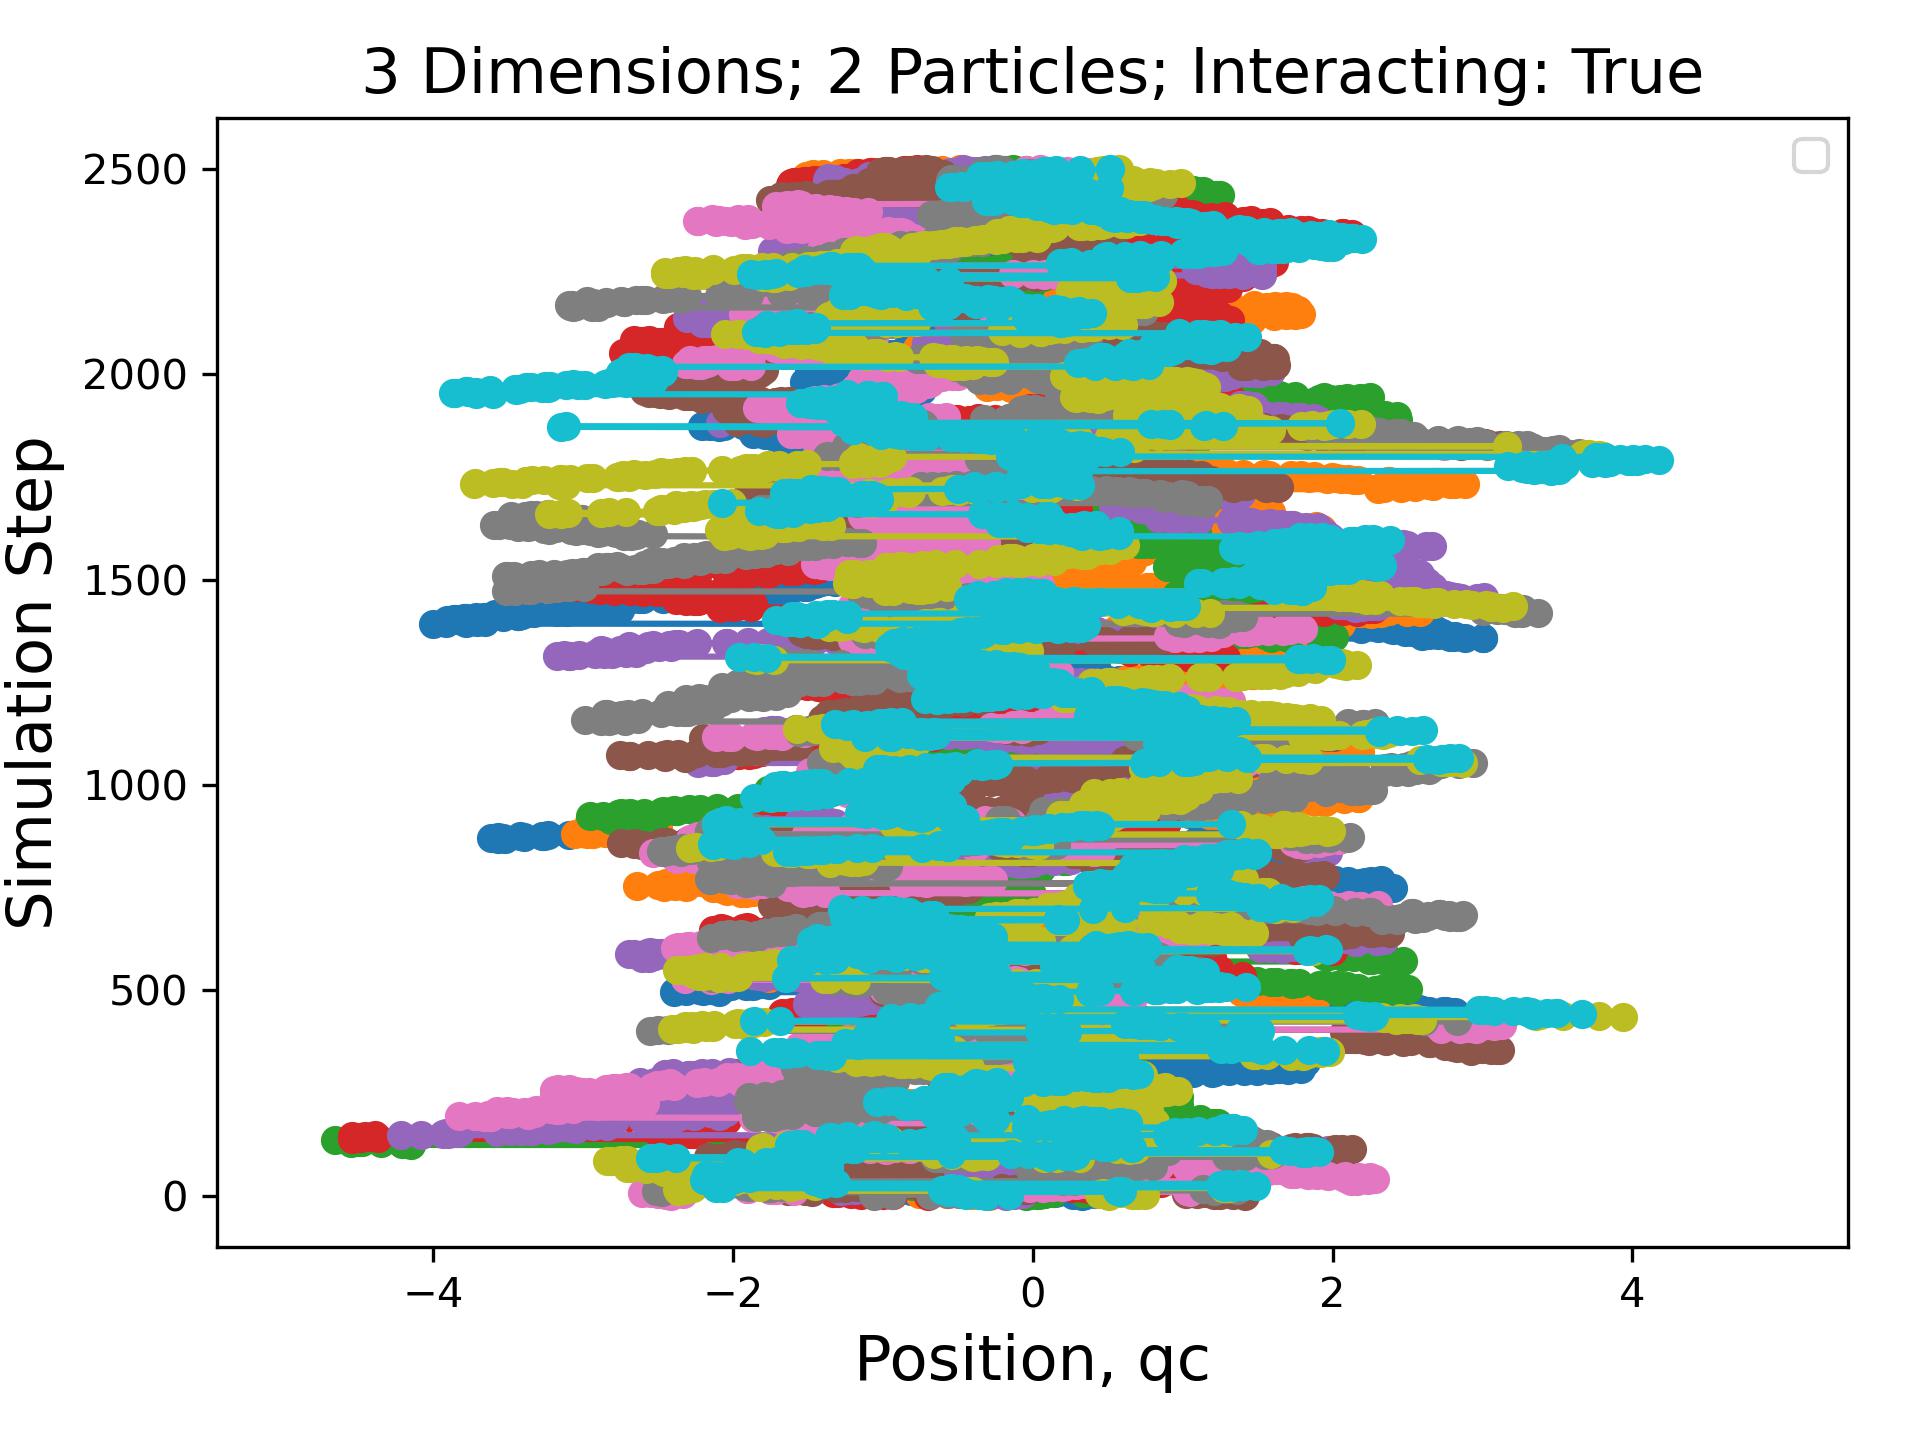 3 Dimensions; 2 Particles; Interacting: True
Simulation Step
2500
2000
1500
1000
500
0
−4 −2 0 2 4
Position, qc